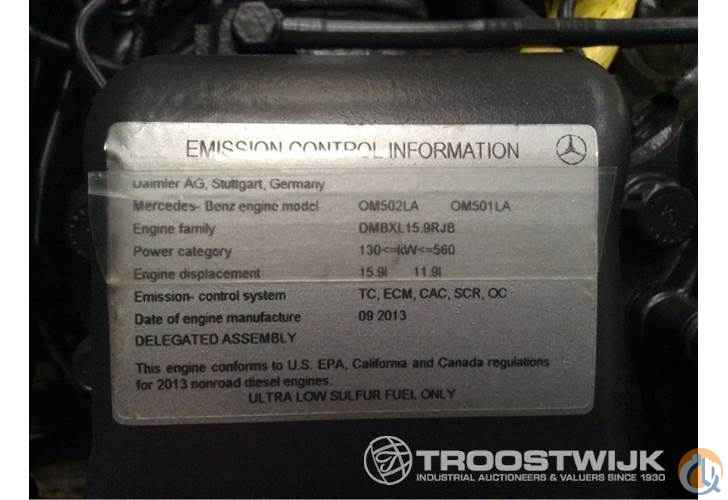 EMISSION CONTROL INFORMATION
Daimler AG, Stuttgart, Germany
Mercedes- Benz engine model OM502LA OM501LA
Engine family DMBXL15.9RJB
Power category 130<=kW<=560
Engine displacement 15.9l 11.9l
Emission- control system TC, ECM, CAC, SCR, OC
Date of engine manufacture 09 2013
DELEGATED ASSEMBLY
This engine conforms to U.S. EPA, California and Canada regulations
for 2013 nonroad diesel engines.
ULTRA LOW SULFUR FUEL ONLY
TROOSTWIJK
INDUSTRIAL AUCTIONEERS & VALUERS SINCE 1930